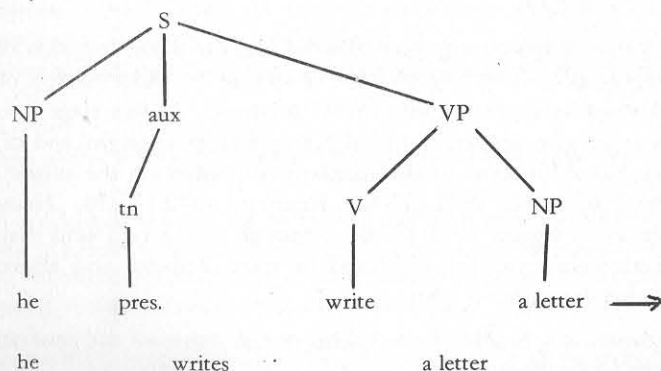 S
NP aux VP
tn V NP
he pres. write a letter
he writes a letter